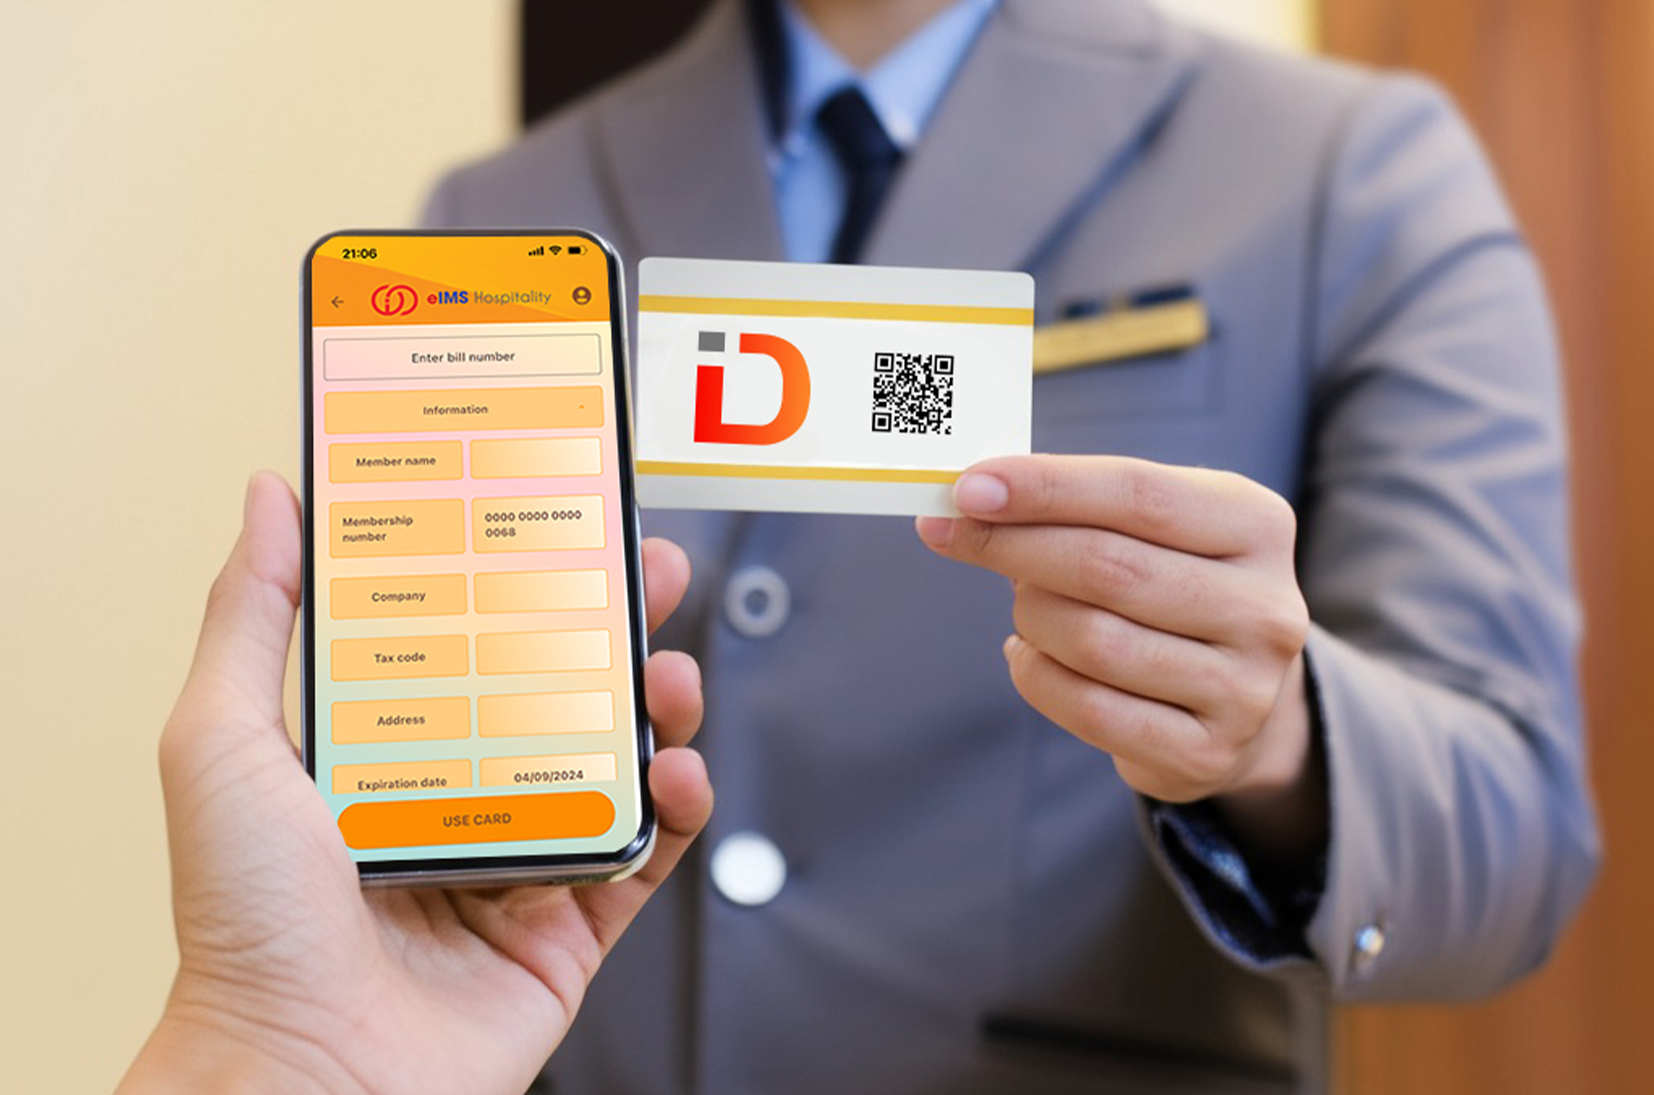 21:06
eIMS Hospitality
Enter bill number
Information
Member name
Membership
number
0000 0000 0000
0068
Company
Tax code
Address
Expiration date
04/09/2024
USE CARD
iD